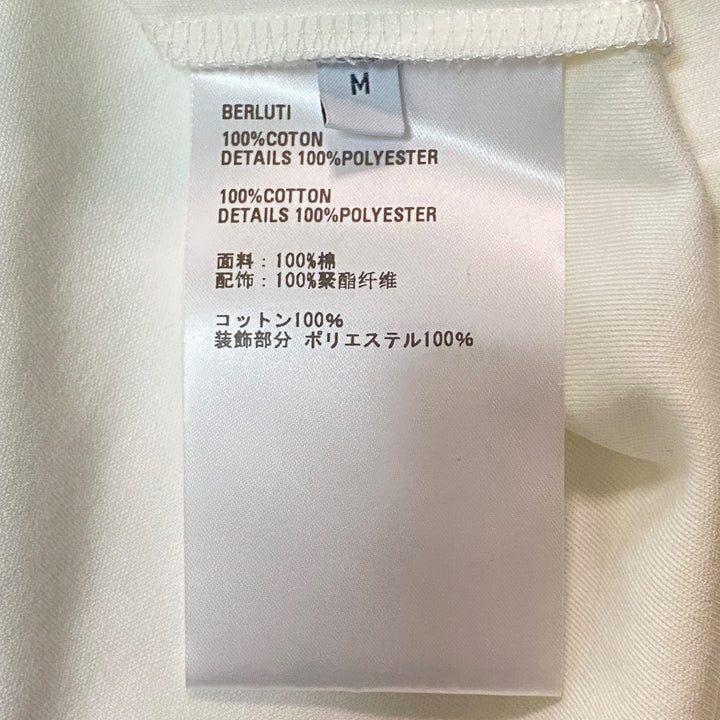 M
BERLUTI
100%COTON
DETAILS 100%POLYESTER
100%COTTON
DETAILS 100%POLYESTER
面料：100%棉
配饰：100%聚酯纤维
コットン100%
装飾部分 ポリエステル100%